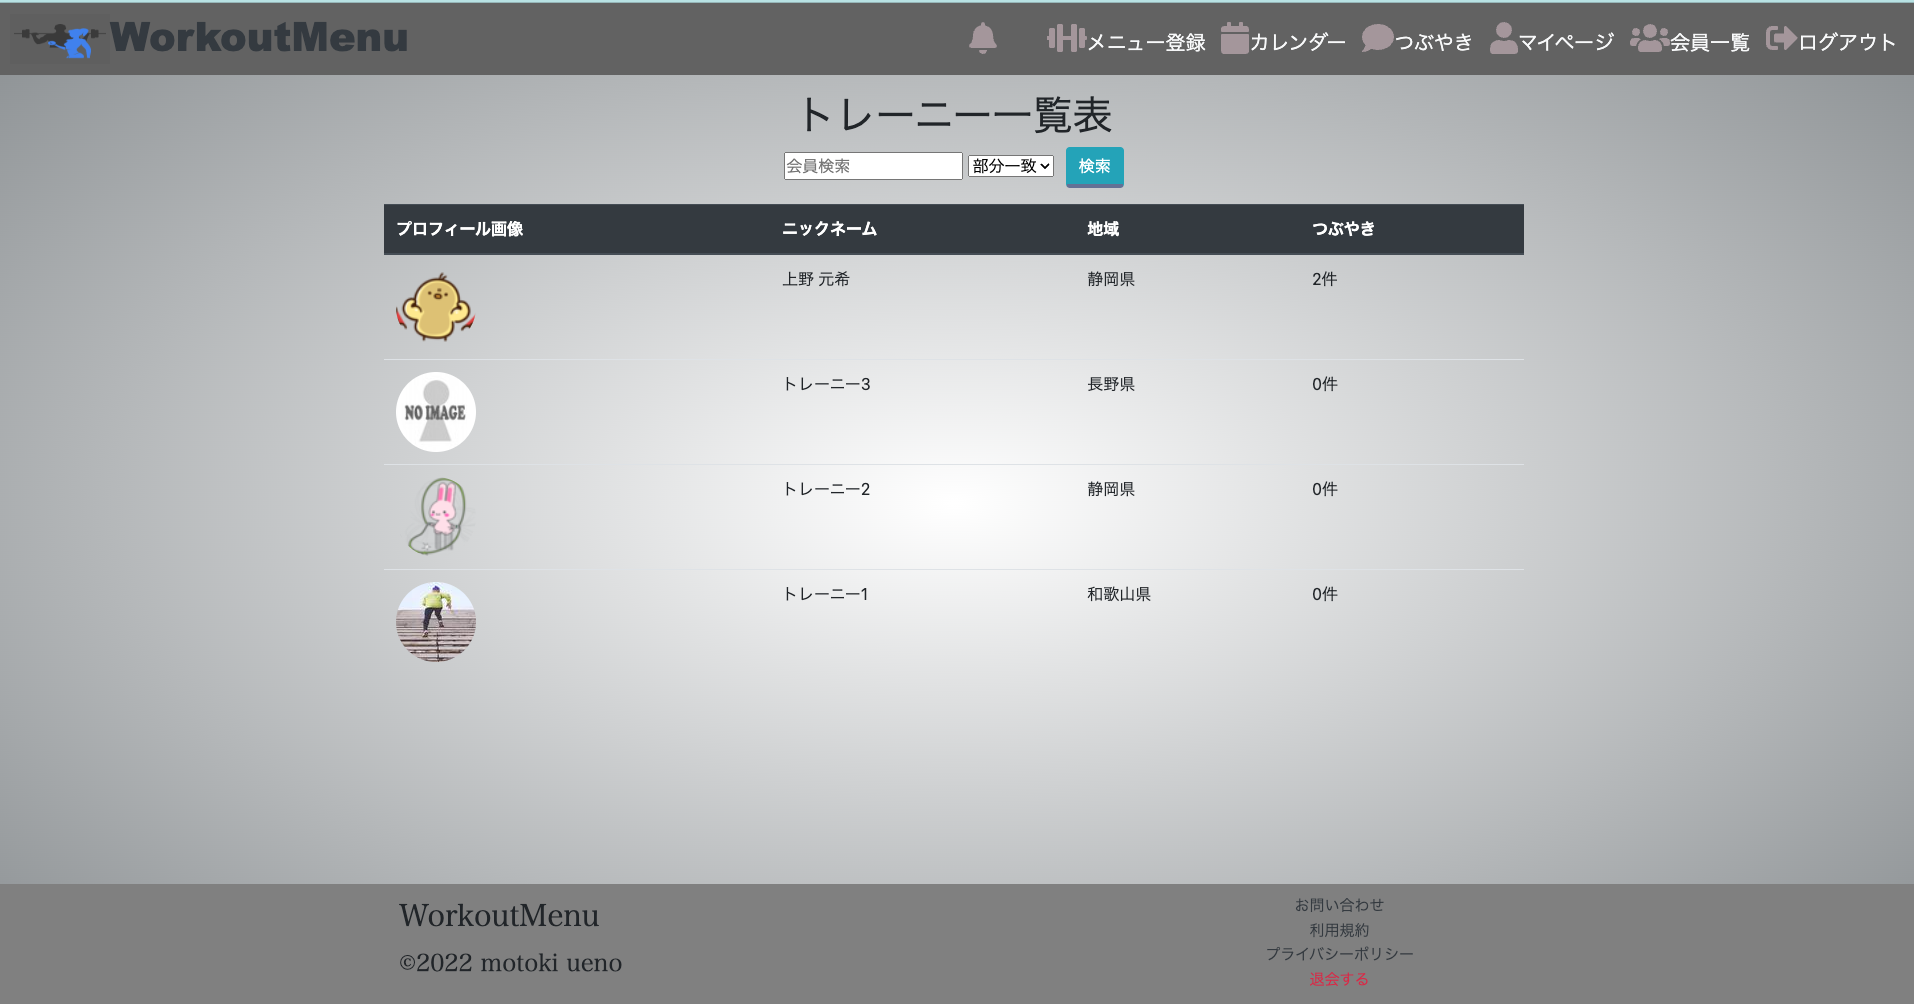 WorkoutMenu
メニュー登録 カレンダー つぶやき マイページ 会員一覧 ログアウト
トレーニー一覧表
会員検索 部分一致 検索
プロフィール画像 ニックネーム 地域 つぶやき
上野 元希 静岡県 2件
NO IMAGE トレーニー3 長野県 0件
トレーニー2 静岡県 0件
トレーニー1 和歌山県 0件
WorkoutMenu
©2022 motoki ueno
お問い合わせ
利用規約
プライバシーポリシー
退会する